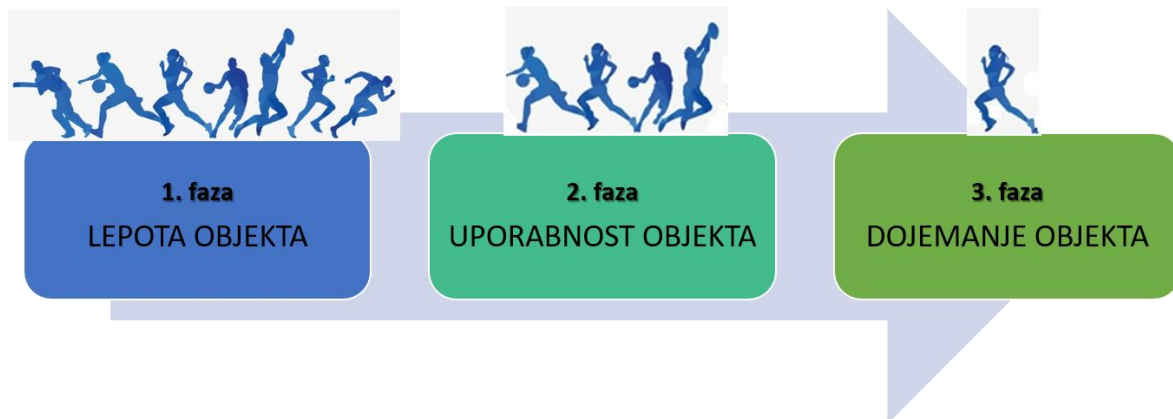 1. faza
LEPOTA OBJEKTA
2. faza
UPORABNOST OBJEKTA
3. faza
DOJEMANJE OBJEKTA